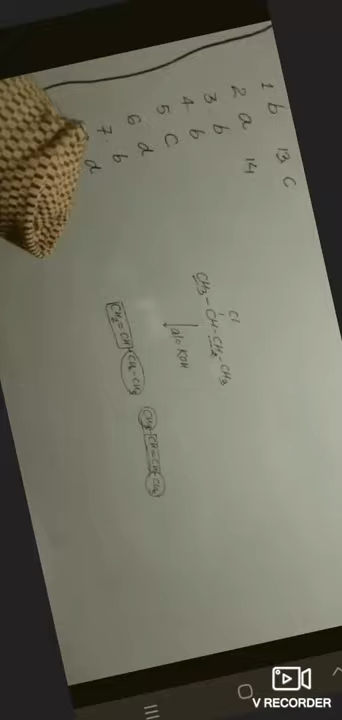 1 b 13 c
2 a 14
3 b
4 b
5 c
6 d
7 b
d
Cl
CH3 - CH - CH2 - CH3
alc KOH
CH2 = CH - CH2 - CH3 CH3 - CH = CH - CH3
V RECORDER